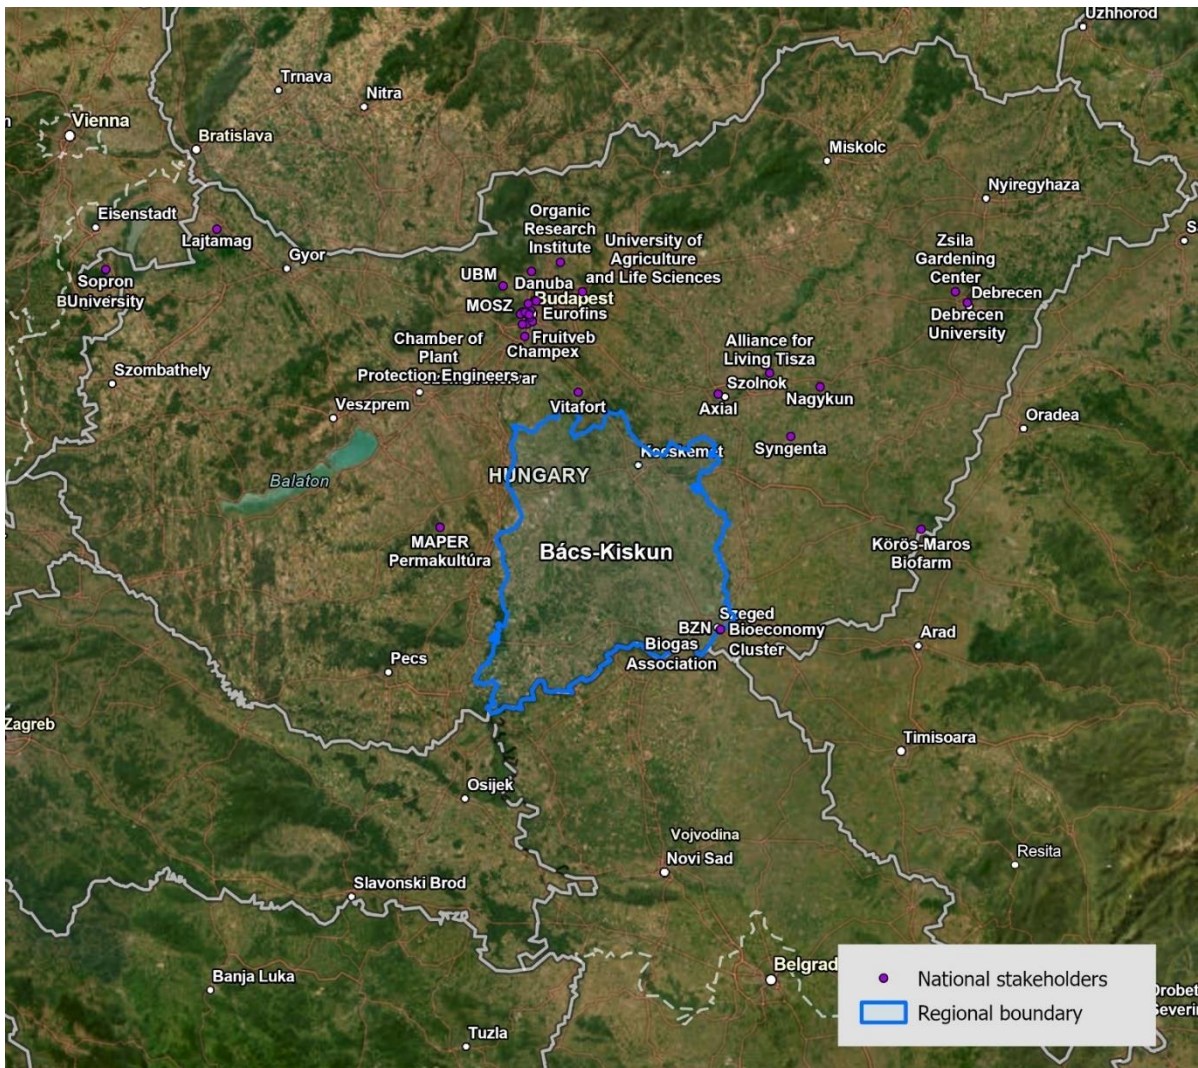 Uzhhorod
Trnava
Nitra
Vienna
Bratislava
Miskolc
Nyiregyhaza
Eisenstadt
Lajtamag
Gyor
Organic
Research
Institute
University of
Agriculture
and Life Sciences
Zsila
Gardening
Center
Sopron
University
UBM
Danuba
Budapest
MOSZ
Eurofins
Debrecen
Debrecen
University
Fruitveb
Champex
Chamber of
Plant
Protection Engineers
Alliance for
Living Tisza
Szombathely
Szolnok
Veszprem
Vitafort
Axial
Nagykun
Oradea
Syngenta
Kecskemet
HUNGARY
Balaton
MAPER
Permakultúra
Bács-Kiskun
Körös-Maros
Biofarm
Szeged
BZN
Bioeconomy
Cluster
Biogas
Association
Arad
Pecs
Zagreb
Timisoara
Osijek
Vojvodina
Novi Sad
Resita
Slavonski Brod
Banja Luka
Belgrad
Tuzla
National stakeholders
Regional boundary